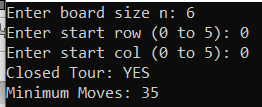 Enter board size n: 6
Enter start row (0 to 5): 0
Enter start col (0 to 5): 0
Closed Tour: YES
Minimum Moves: 35